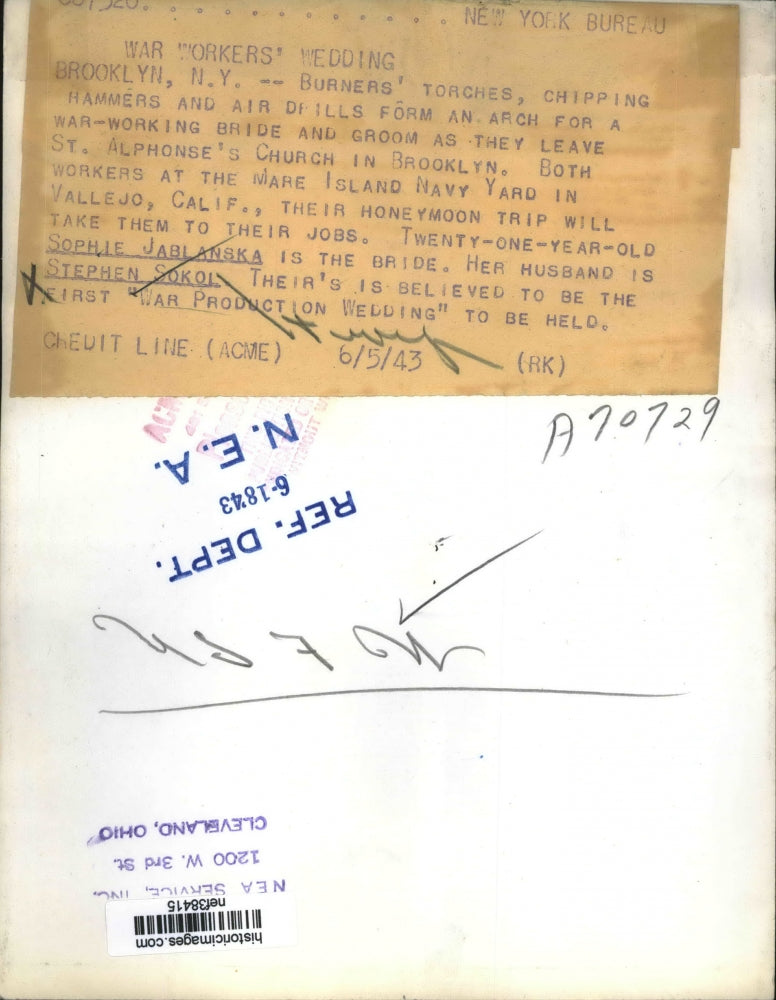 NEW YORK BUREAU
WAR WORKERS' WEDDING
BROOKLYN, N.Y. -- BURNERS' TORCHES, CHIPPING
HAMMERS AND AIR DRILLS FORM AN ARCH FOR A
WAR-WORKING BRIDE AND GROOM AS THEY LEAVE
ST. ALPHONSE'S CHURCH IN BROOKLYN. BOTH
WORKERS AT THE MARE ISLAND NAVY YARD IN
VALLEJO, CALIF., THEIR HONEYMOON TRIP WILL
TAKE THEM TO THEIR JOBS. TWENTY-ONE-YEAR-OLD
SOPHIE JABLANSKA IS THE BRIDE. HER HUSBAND IS
STEPHEN SOKOL. THEIR'S IS BELIEVED TO BE THE
FIRST "WAR PRODUCTION WEDDING" TO BE HELD.
CREDIT LINE (ACME) 6/5/43 (RK)
A70729
N.E.A.
6-1843
REF. DEPT.
CLEVELAND, OHIO
1200 W. 3rd St.
NEA SERVICE, INC.
nef38415
historicimages.com